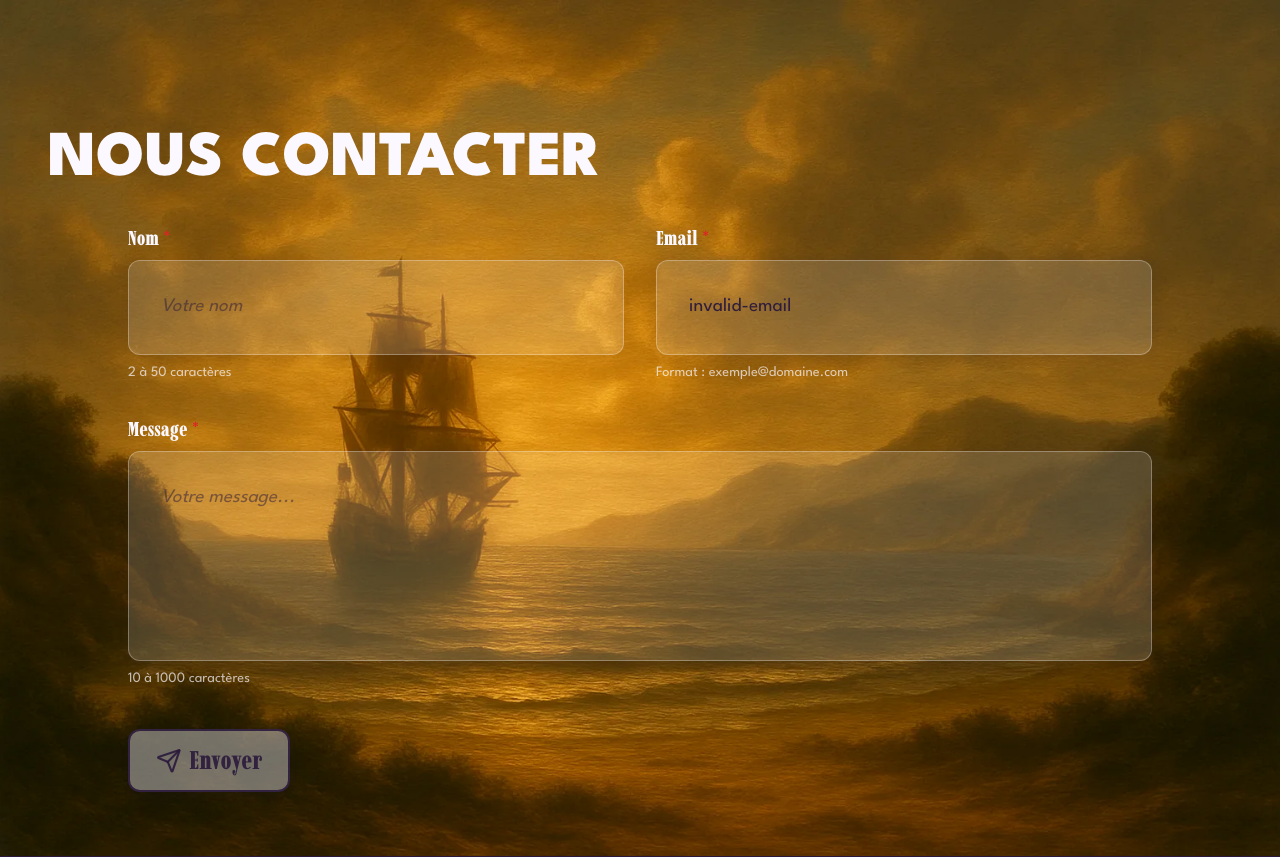 NOUS CONTACTER
Nom *
Email *
Votre nom
invalid-email
2 à 50 caractères
Format : exemple@domaine.com
Message *
Votre message...
10 à 1000 caractères
Envoyer